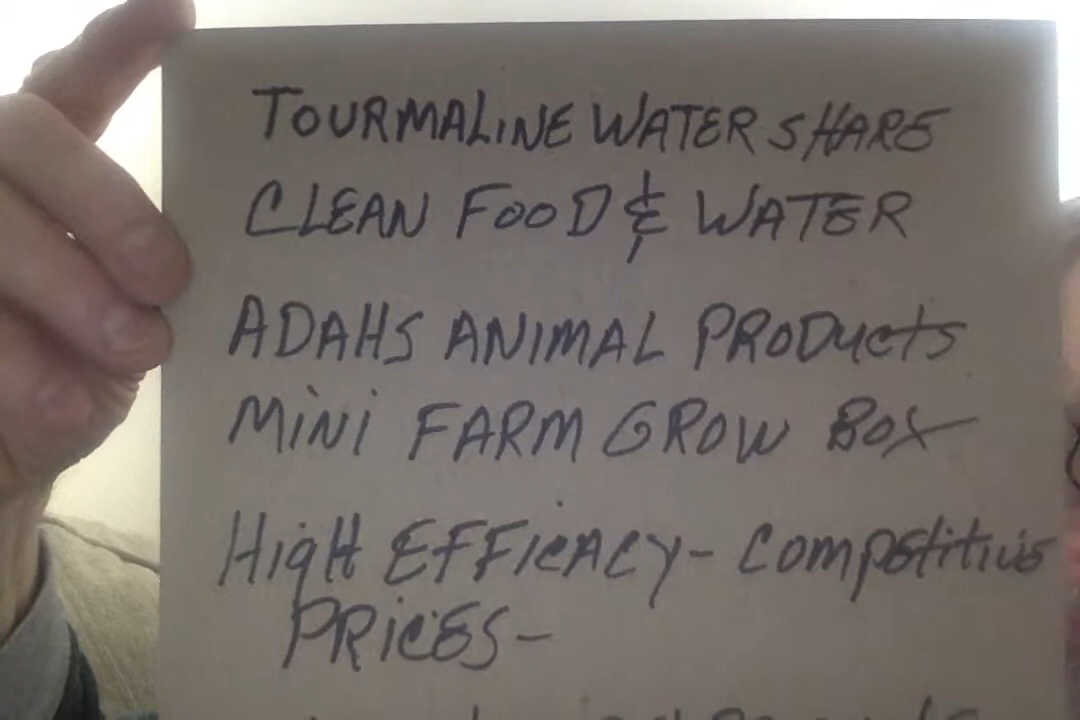 TOURMALINE WATER SHARE
CLEAN FOOD & WATER
ADAHS ANIMAL PRODUcts
MiNi FARM GROW BOX
HigH EFFicACY- Competitive
PRiCES-